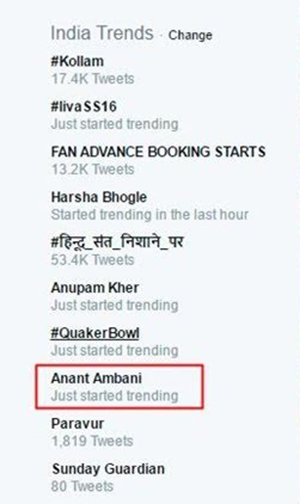 India Trends · Change
#Kollam
17.4K Tweets
#livaSS16
Just started trending
FAN ADVANCE BOOKING STARTS
13.2K Tweets
Harsha Bhogle
Started trending in the last hour
#हिन्दू_संत_निशाने_पर
53.4K Tweets
Anupam Kher
Just started trending
#QuakerBowl
Just started trending
Anant Ambani
Just started trending
Paravur
1,819 Tweets
Sunday Guardian
80 Tweets